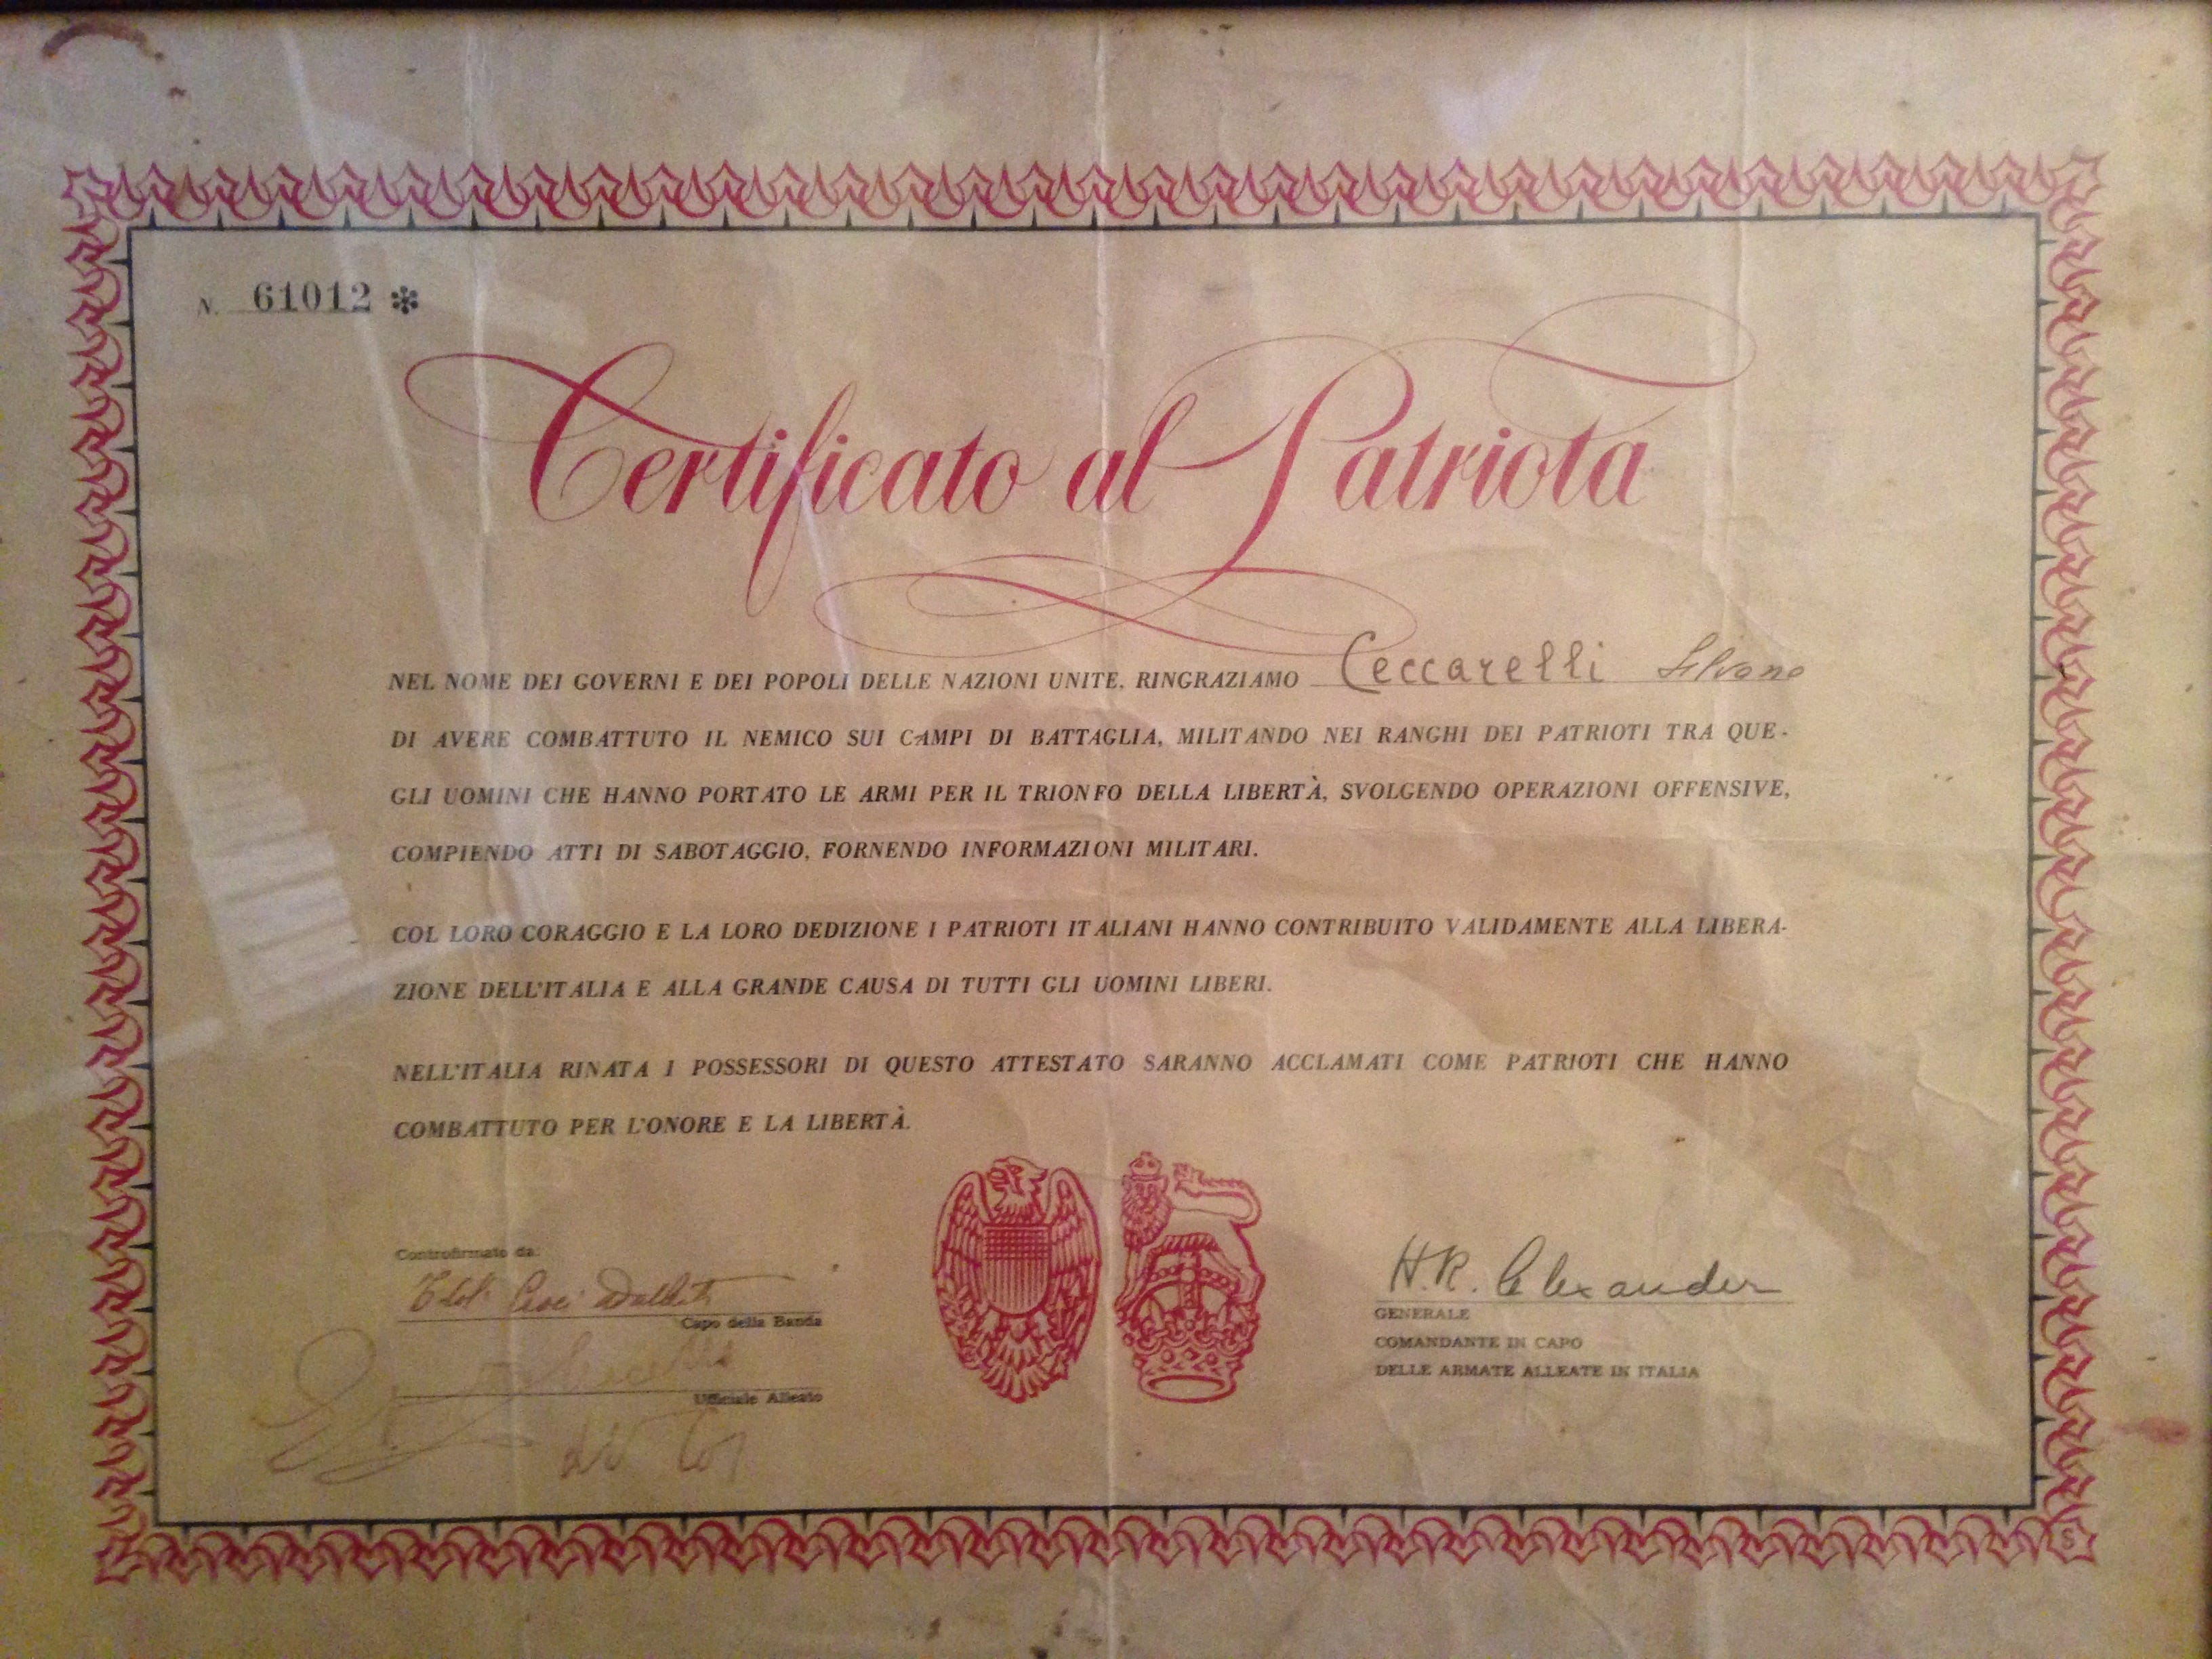 N. 61012 *
Certificato al Patriota
NEL NOME DEI GOVERNI E DEI POPOLI DELLE NAZIONI UNITE, RINGRAZIAMO Ceccarelli Silvano
DI AVERE COMBATTUTO IL NEMICO SUI CAMPI DI BATTAGLIA, MILITANDO NEI RANGHI DEI PATRIOTI TRA QUE-
GLI UOMINI CHE HANNO PORTATO LE ARMI PER IL TRIONFO DELLA LIBERTÀ, SVOLGENDO OPERAZIONI OFFENSIVE,
COMPIENDO ATTI DI SABOTAGGIO, FORNENDO INFORMAZIONI MILITARI.
COL LORO CORAGGIO E LA LORO DEDIZIONE I PATRIOTI ITALIANI HANNO CONTRIBUITO VALIDAMENTE ALLA LIBERA-
ZIONE DELL'ITALIA E ALLA GRANDE CAUSA DI TUTTI GLI UOMINI LIBERI.
NELL'ITALIA RINATA I POSSESSORI DI QUESTO ATTESTATO SARANNO ACCLAMATI COME PATRIOTI CHE HANNO
COMBATTUTO PER L'ONORE E LA LIBERTÀ.
Controfirmato da:
Capo della Banda
Ufficiale Alleato
H.R. Alexander
GENERALE
COMANDANTE IN CAPO
DELLE ARMATE ALLEATE IN ITALIA
S